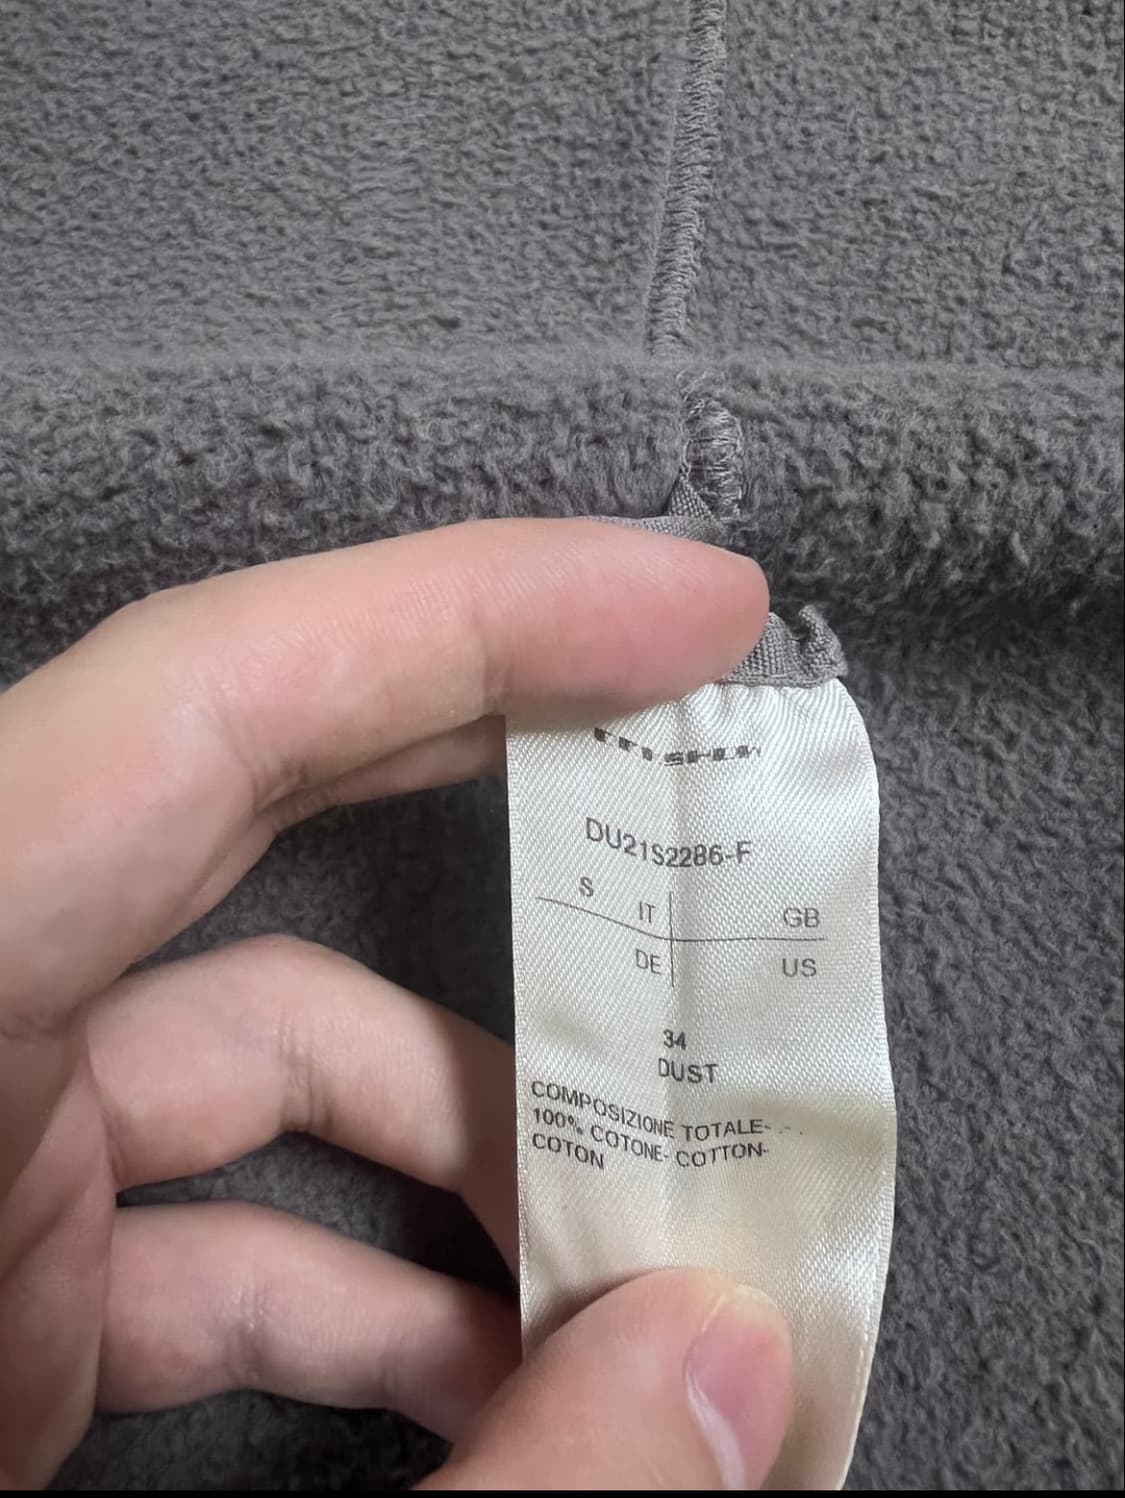 DU21S2286-F
S
IT GB
DE US
34
DUST
COMPOSIZIONE TOTALE- - .
100% COTONE- COTTON-
COTON